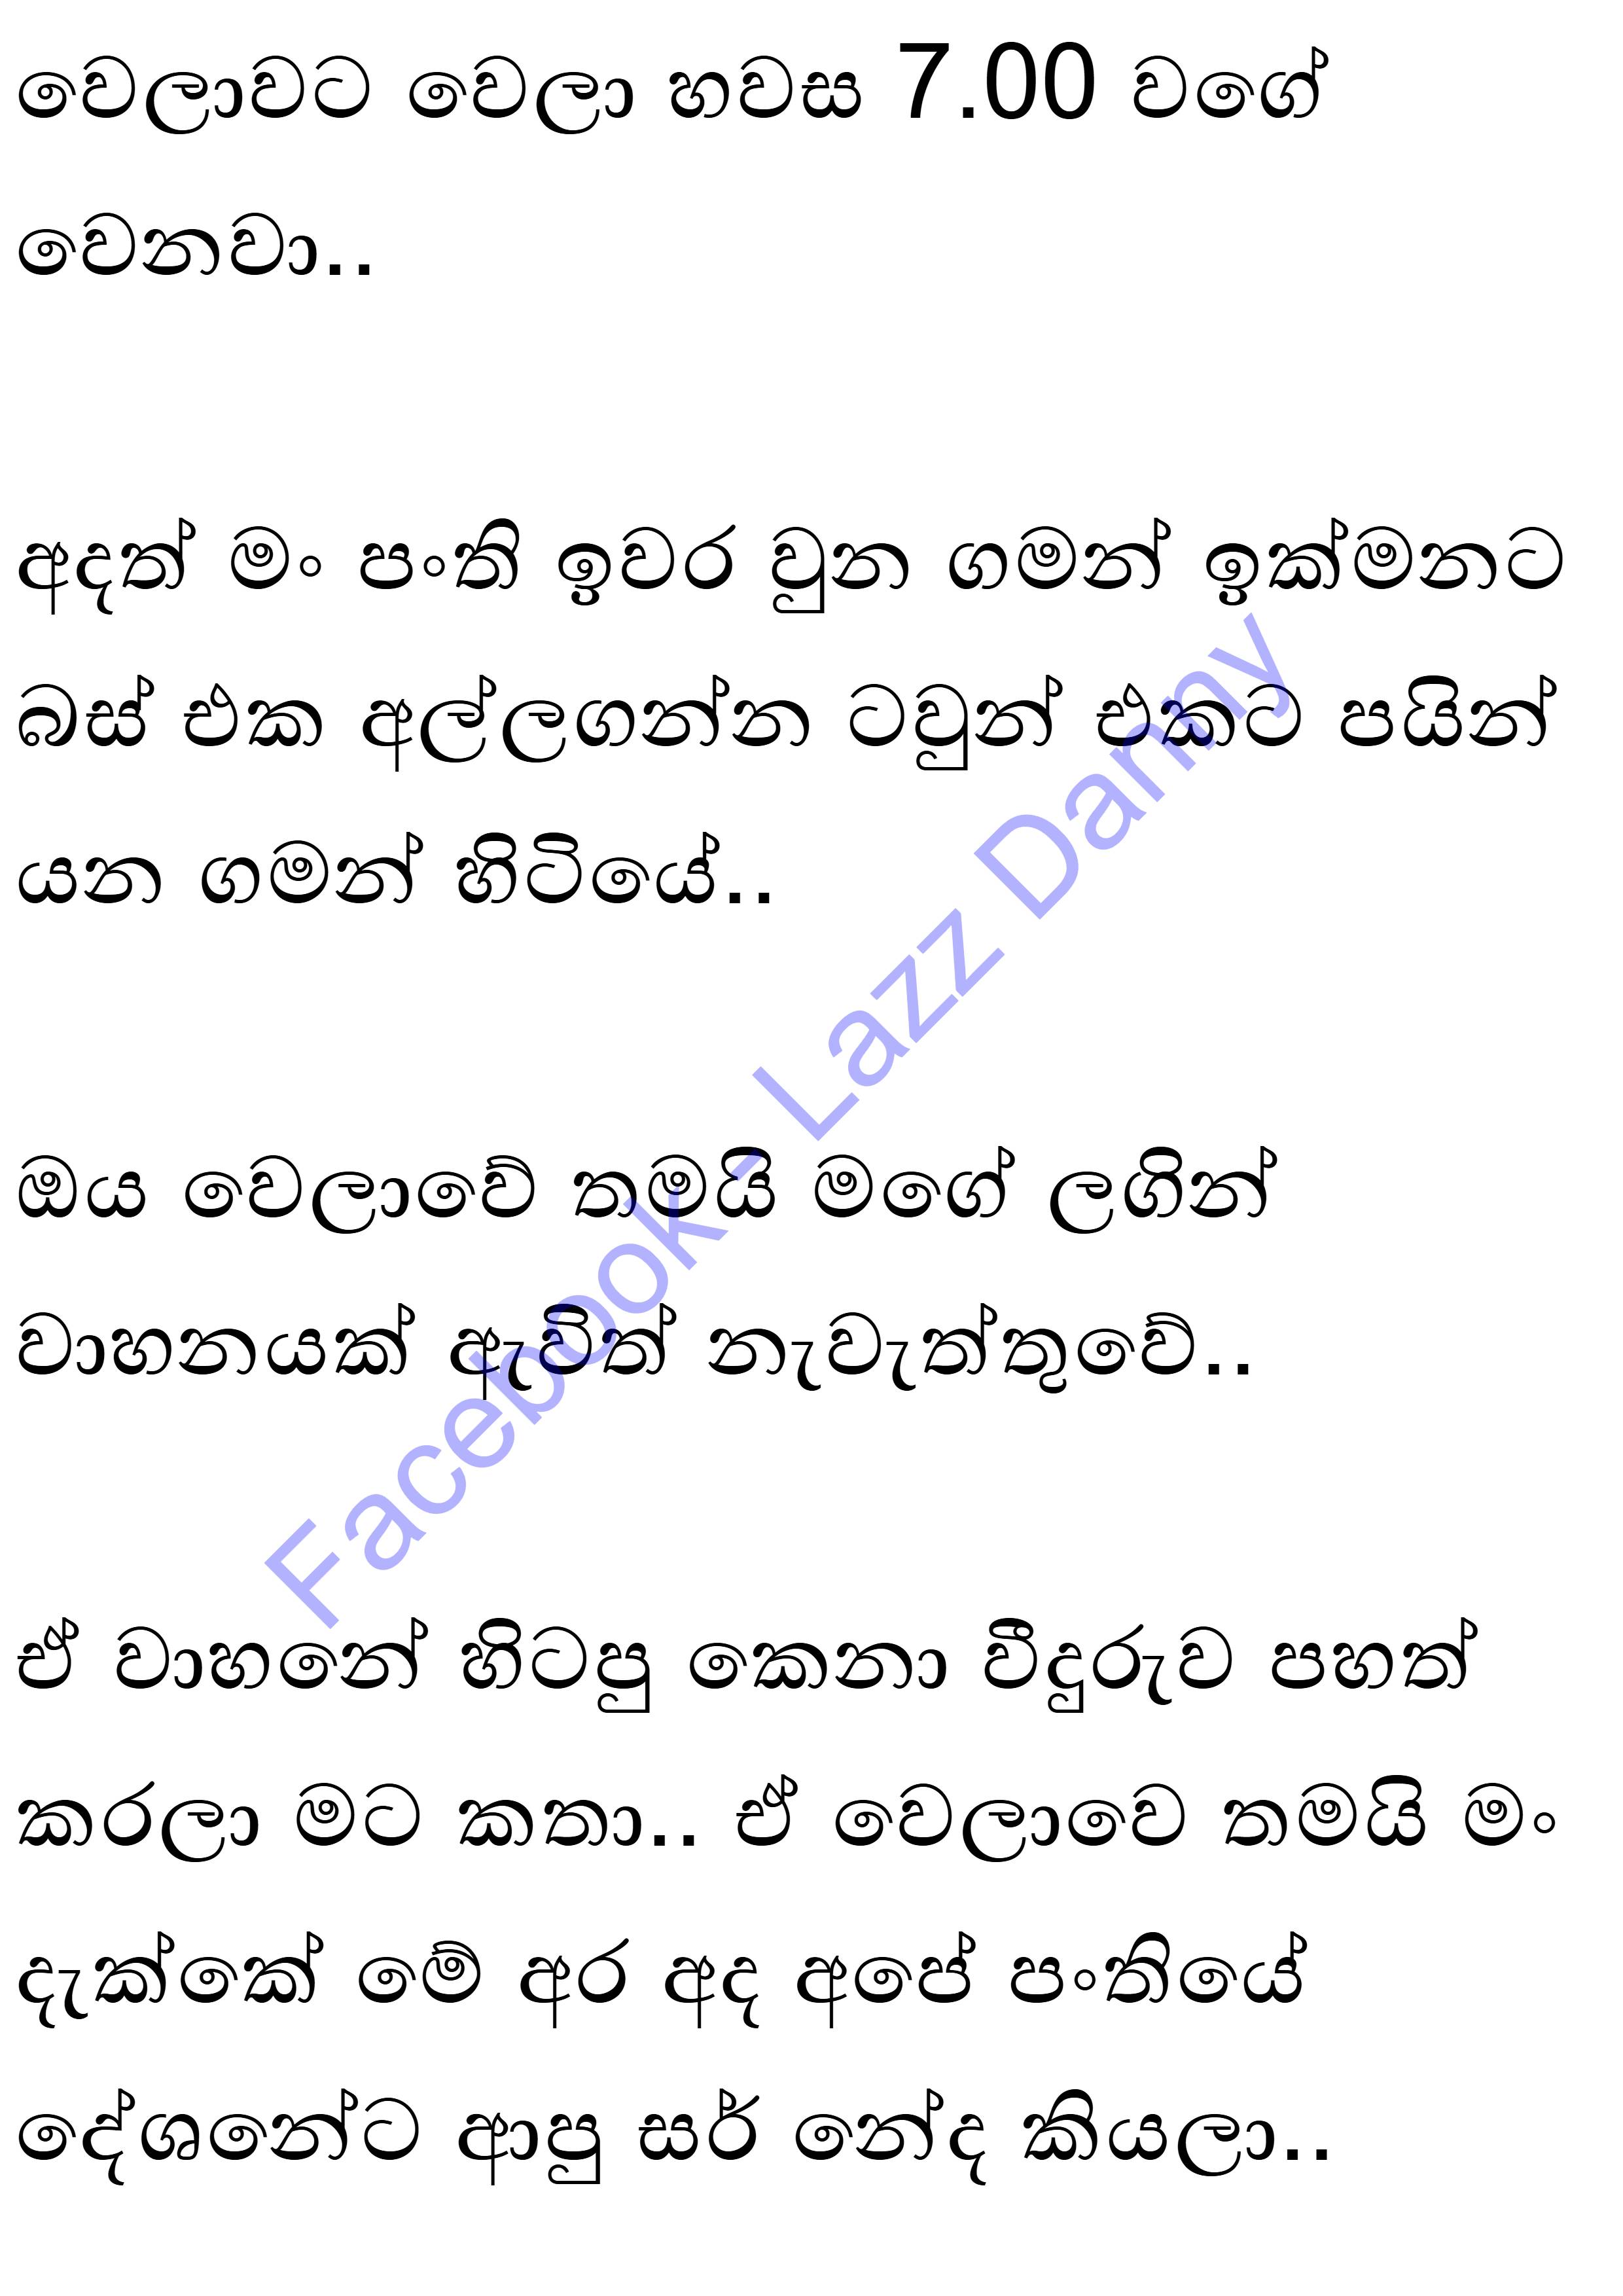 වෙලාවට වෙලා හවස 7.00 වගේ
වෙනවා..
අදත් මං පංති ඉවර වුන ගමන් ඉක්මනට
බස් එක අල්ලගන්න ටවුන් එකට පයින්
යන ගමන් හිටියේ..
ඔය වෙලාවේ තමයි මගේ ලගින්
වාහනයක් ඇවිත් නැවැත්තුවේ..
ඒ වාහනේ හිටපු කෙනා වීදුරුව පහත්
කරලා මට කතා.. ඒ වෙලාවෙ තමයි මං
දැක්කේ මේ අර අද අපේ පංතියේ
දේශනේට ආපු සර් නේද කියලා..
Facebook - Lazz Danny